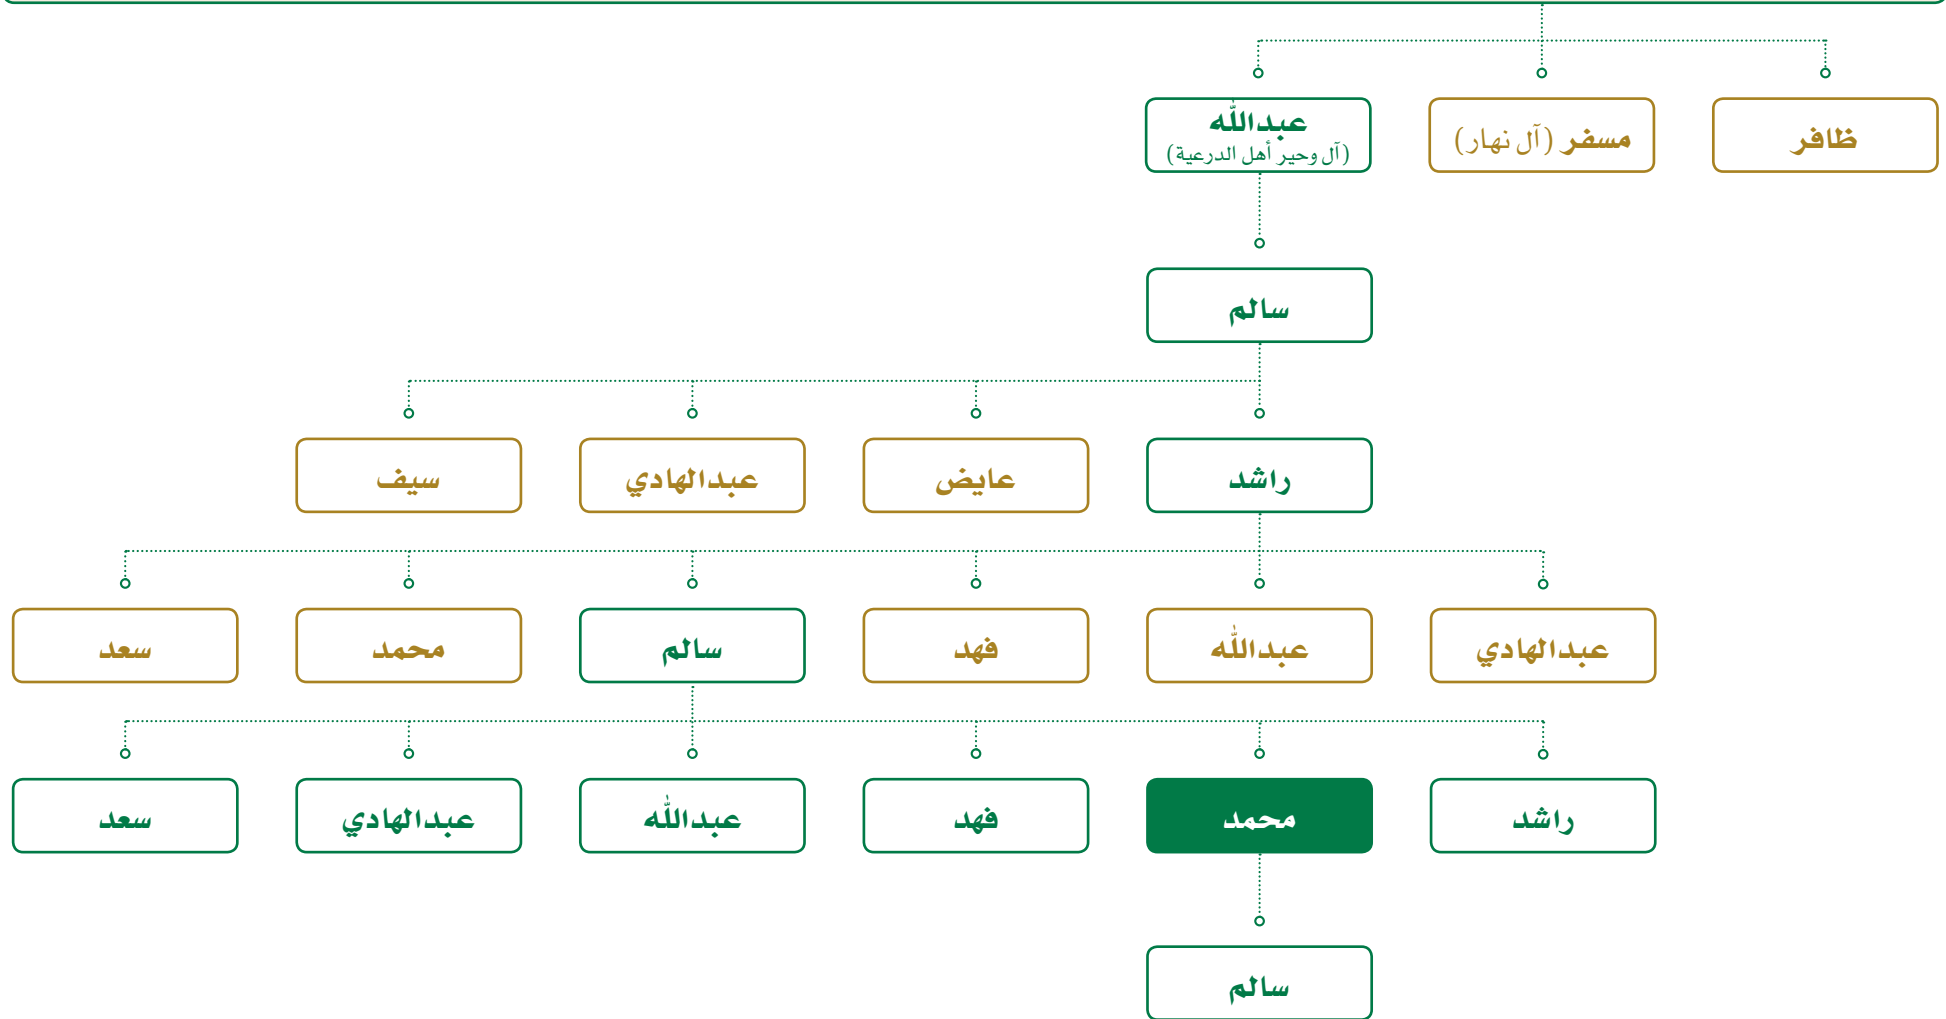 ظافر
مسفر (آل نهار)
عبدالله
(آل وحير أهل الدرعية)
سالم
راشد
عايض
عبدالهادي
سيف
عبدالهادي
عبدالله
فهد
سالم
محمد
سعد
راشد
محمد
فهد
عبدالله
عبدالهادي
سعد
سالم